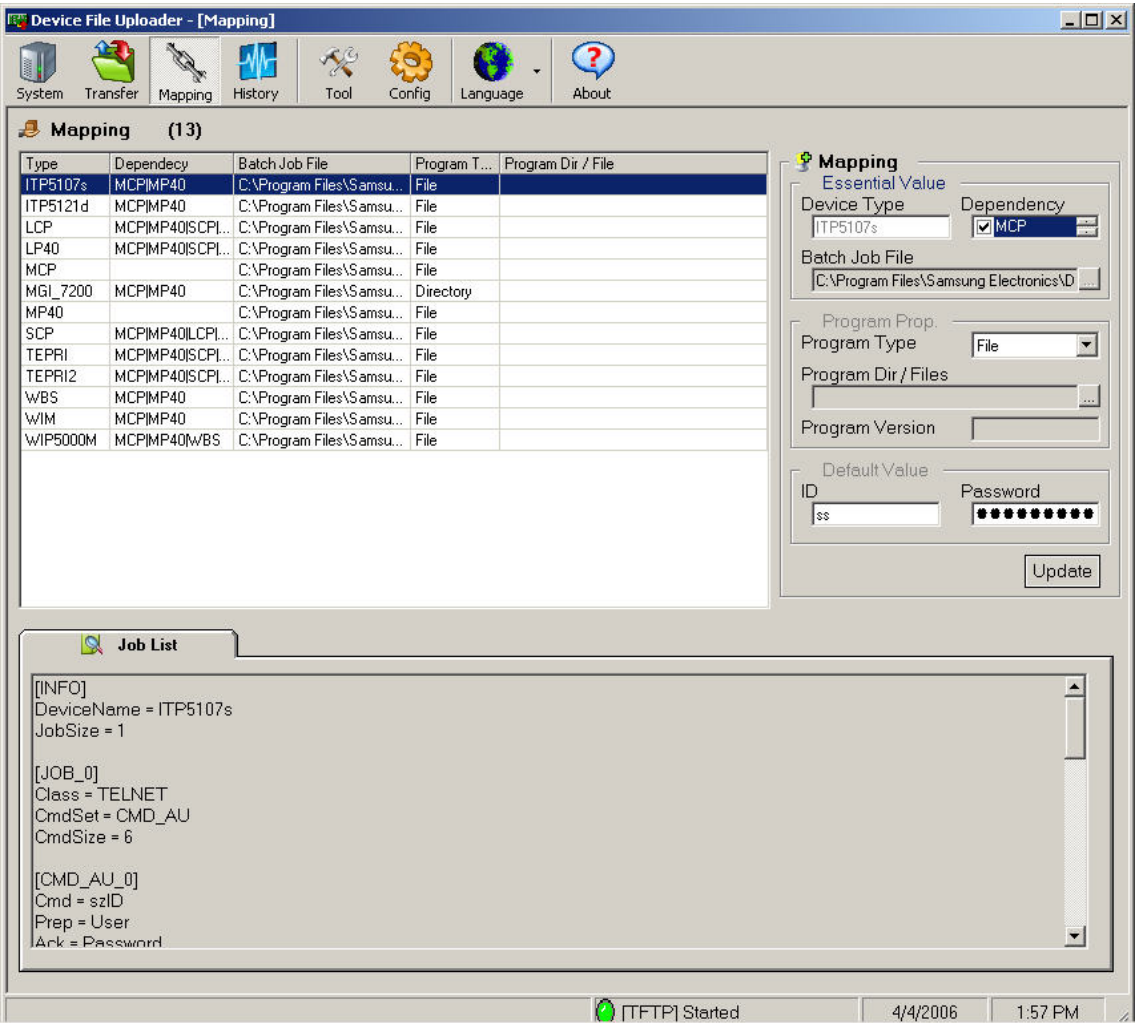 Device File Uploader - [Mapping]
System Transfer Mapping History Tool Config Language About
Mapping (13)
Type Dependecy Batch Job File Program T... Program Dir / File
ITP5107s MCP|MP40 C:\Program Files\Samsu... File
ITP5121d MCP|MP40 C:\Program Files\Samsu... File
LCP MCP|MP40|SCP|... C:\Program Files\Samsu... File
LP40 MCP|MP40|SCP|... C:\Program Files\Samsu... File
MCP C:\Program Files\Samsu... File
MGI_7200 MCP|MP40 C:\Program Files\Samsu... Directory
MP40 C:\Program Files\Samsu... File
SCP MCP|MP40|LCP|... C:\Program Files\Samsu... File
TEPRI MCP|MP40|SCP|... C:\Program Files\Samsu... File
TEPRI2 MCP|MP40|SCP|... C:\Program Files\Samsu... File
WBS MCP|MP40 C:\Program Files\Samsu... File
WIM MCP|MP40 C:\Program Files\Samsu... File
WIP5000M MCP|MP40|WBS C:\Program Files\Samsu... File
Mapping
Essential Value
Device Type Dependency
ITP5107s MCP
Batch Job File
C:\Program Files\Samsung Electronics\D ...
Program Prop.
Program Type File
Program Dir / Files
...
Program Version
Default Value
ID Password
ss
Update
Job List
[INFO]
DeviceName = ITP5107s
JobSize = 1
[JOB_0]
Class = TELNET
CmdSet = CMD_AU
CmdSize = 6
[CMD_AU_0]
Cmd = szID
Prep = User
Ack = Password
[TFTP] Started 4/4/2006 1:57 PM